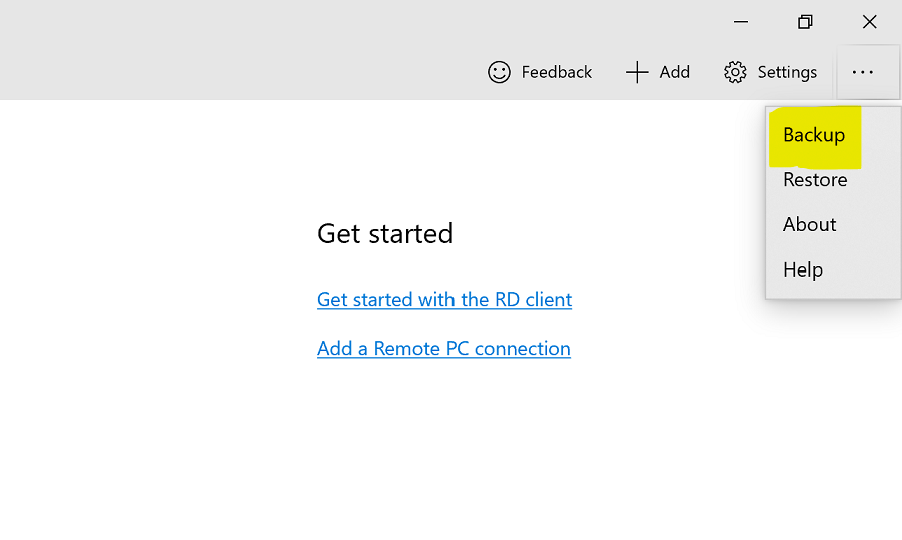 Feedback Add Settings ...
Backup
Restore
About
Help
Get started
Get started with the RD client
Add a Remote PC connection